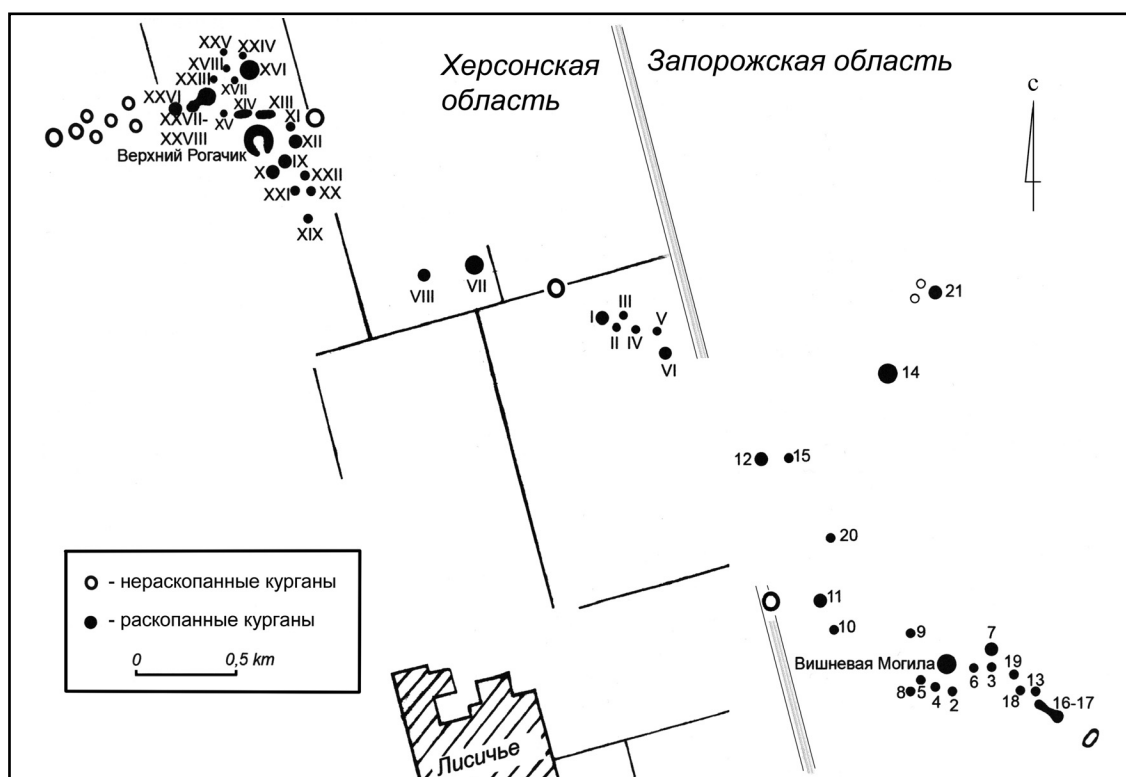 XXV
XXIV
XVIII
XVI
XXIII
XVII
XXVI
XIV
XIII
XXVII-
XXVIII
XV
XI
XII
Верхний Рогачик
IX
X
XXII
XXI
XX
XIX
Херсонская
область
Запорожская область
с
VIII
VII
I
III
II
IV
V
VI
21
14
12
15
20
11
10
9
7
Вишневая Могила
6
3
19
8
5
4
2
18
13
16-17
- нераскопанные курганы
- раскопанные курганы
0
0,5 km
Лисичье